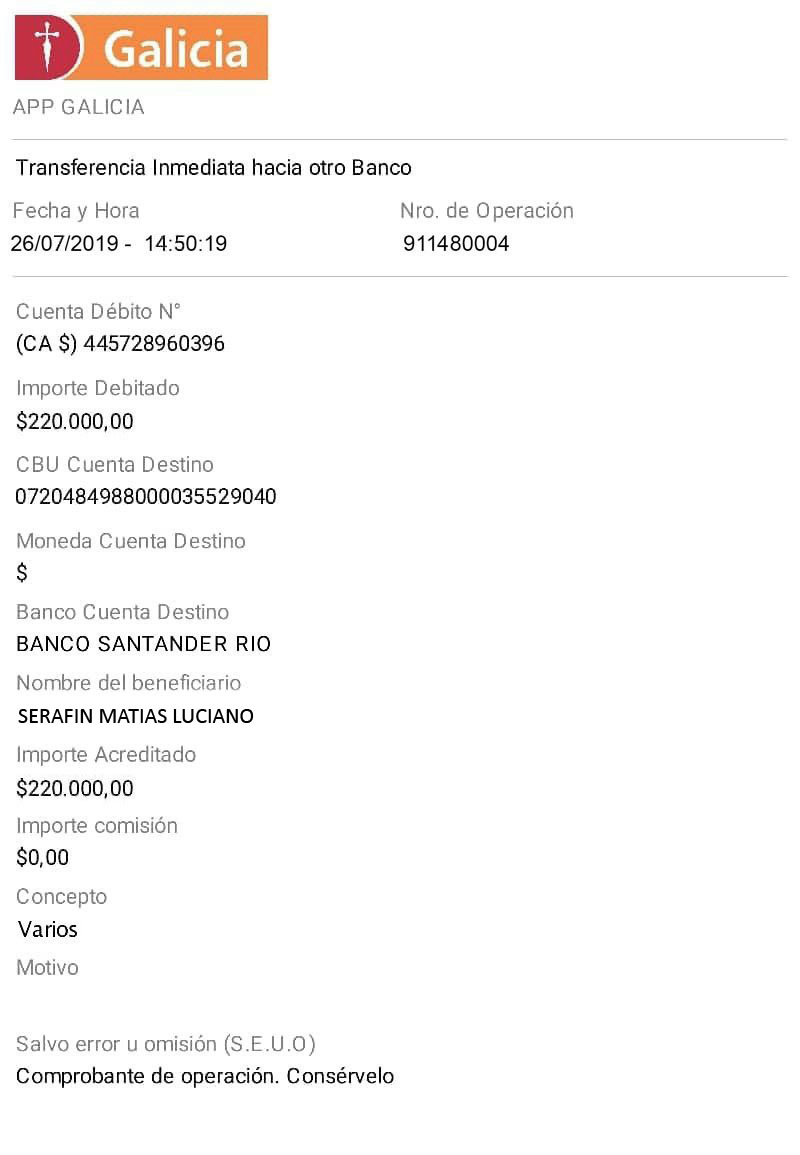 Galicia
APP GALICIA
Transferencia Inmediata hacia otro Banco
Fecha y Hora Nro. de Operación
26/07/2019 - 14:50:19 911480004
Cuenta Débito N°
(CA $) 445728960396
Importe Debitado
$220.000,00
CBU Cuenta Destino
0720484988000035529040
Moneda Cuenta Destino
$
Banco Cuenta Destino
BANCO SANTANDER RIO
Nombre del beneficiario
SERAFIN MATIAS LUCIANO
Importe Acreditado
$220.000,00
Importe comisión
$0,00
Concepto
Varios
Motivo
Salvo error u omisión (S.E.U.O)
Comprobante de operación. Consérvelo